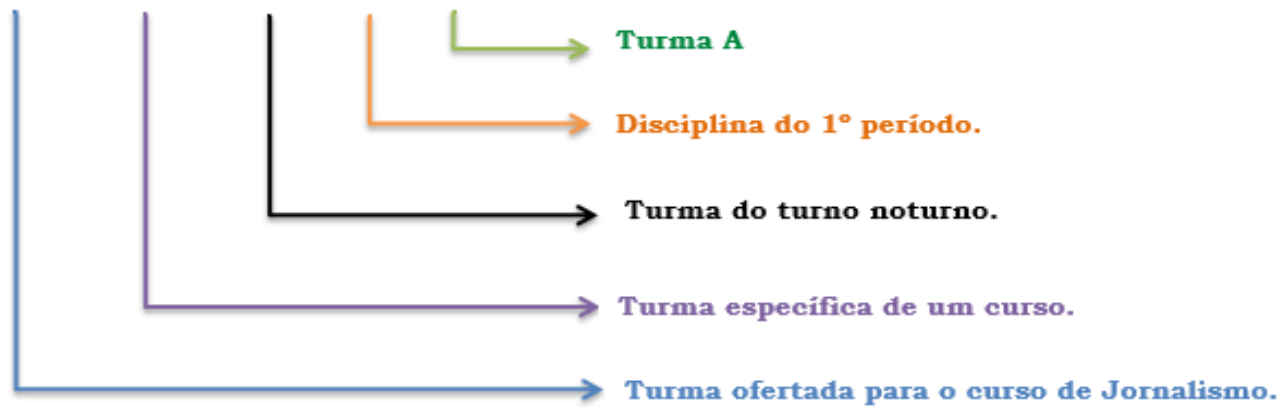 Turma A
Disciplina do 1º período.
Turma do turno noturno.
Turma específica de um curso.
Turma ofertada para o curso de Jornalismo.